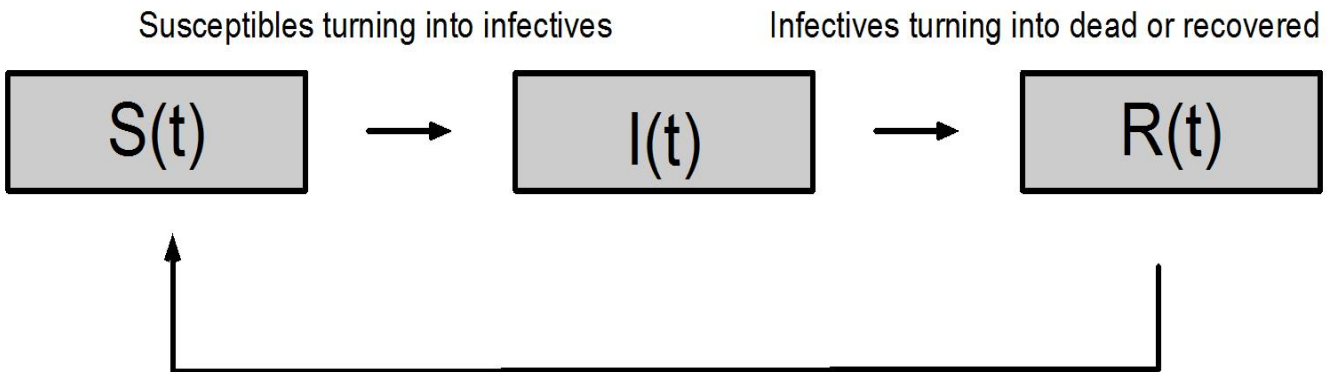 Susceptibles turning into infectives
Infectives turning into dead or recovered
S(t)
I(t)
R(t)